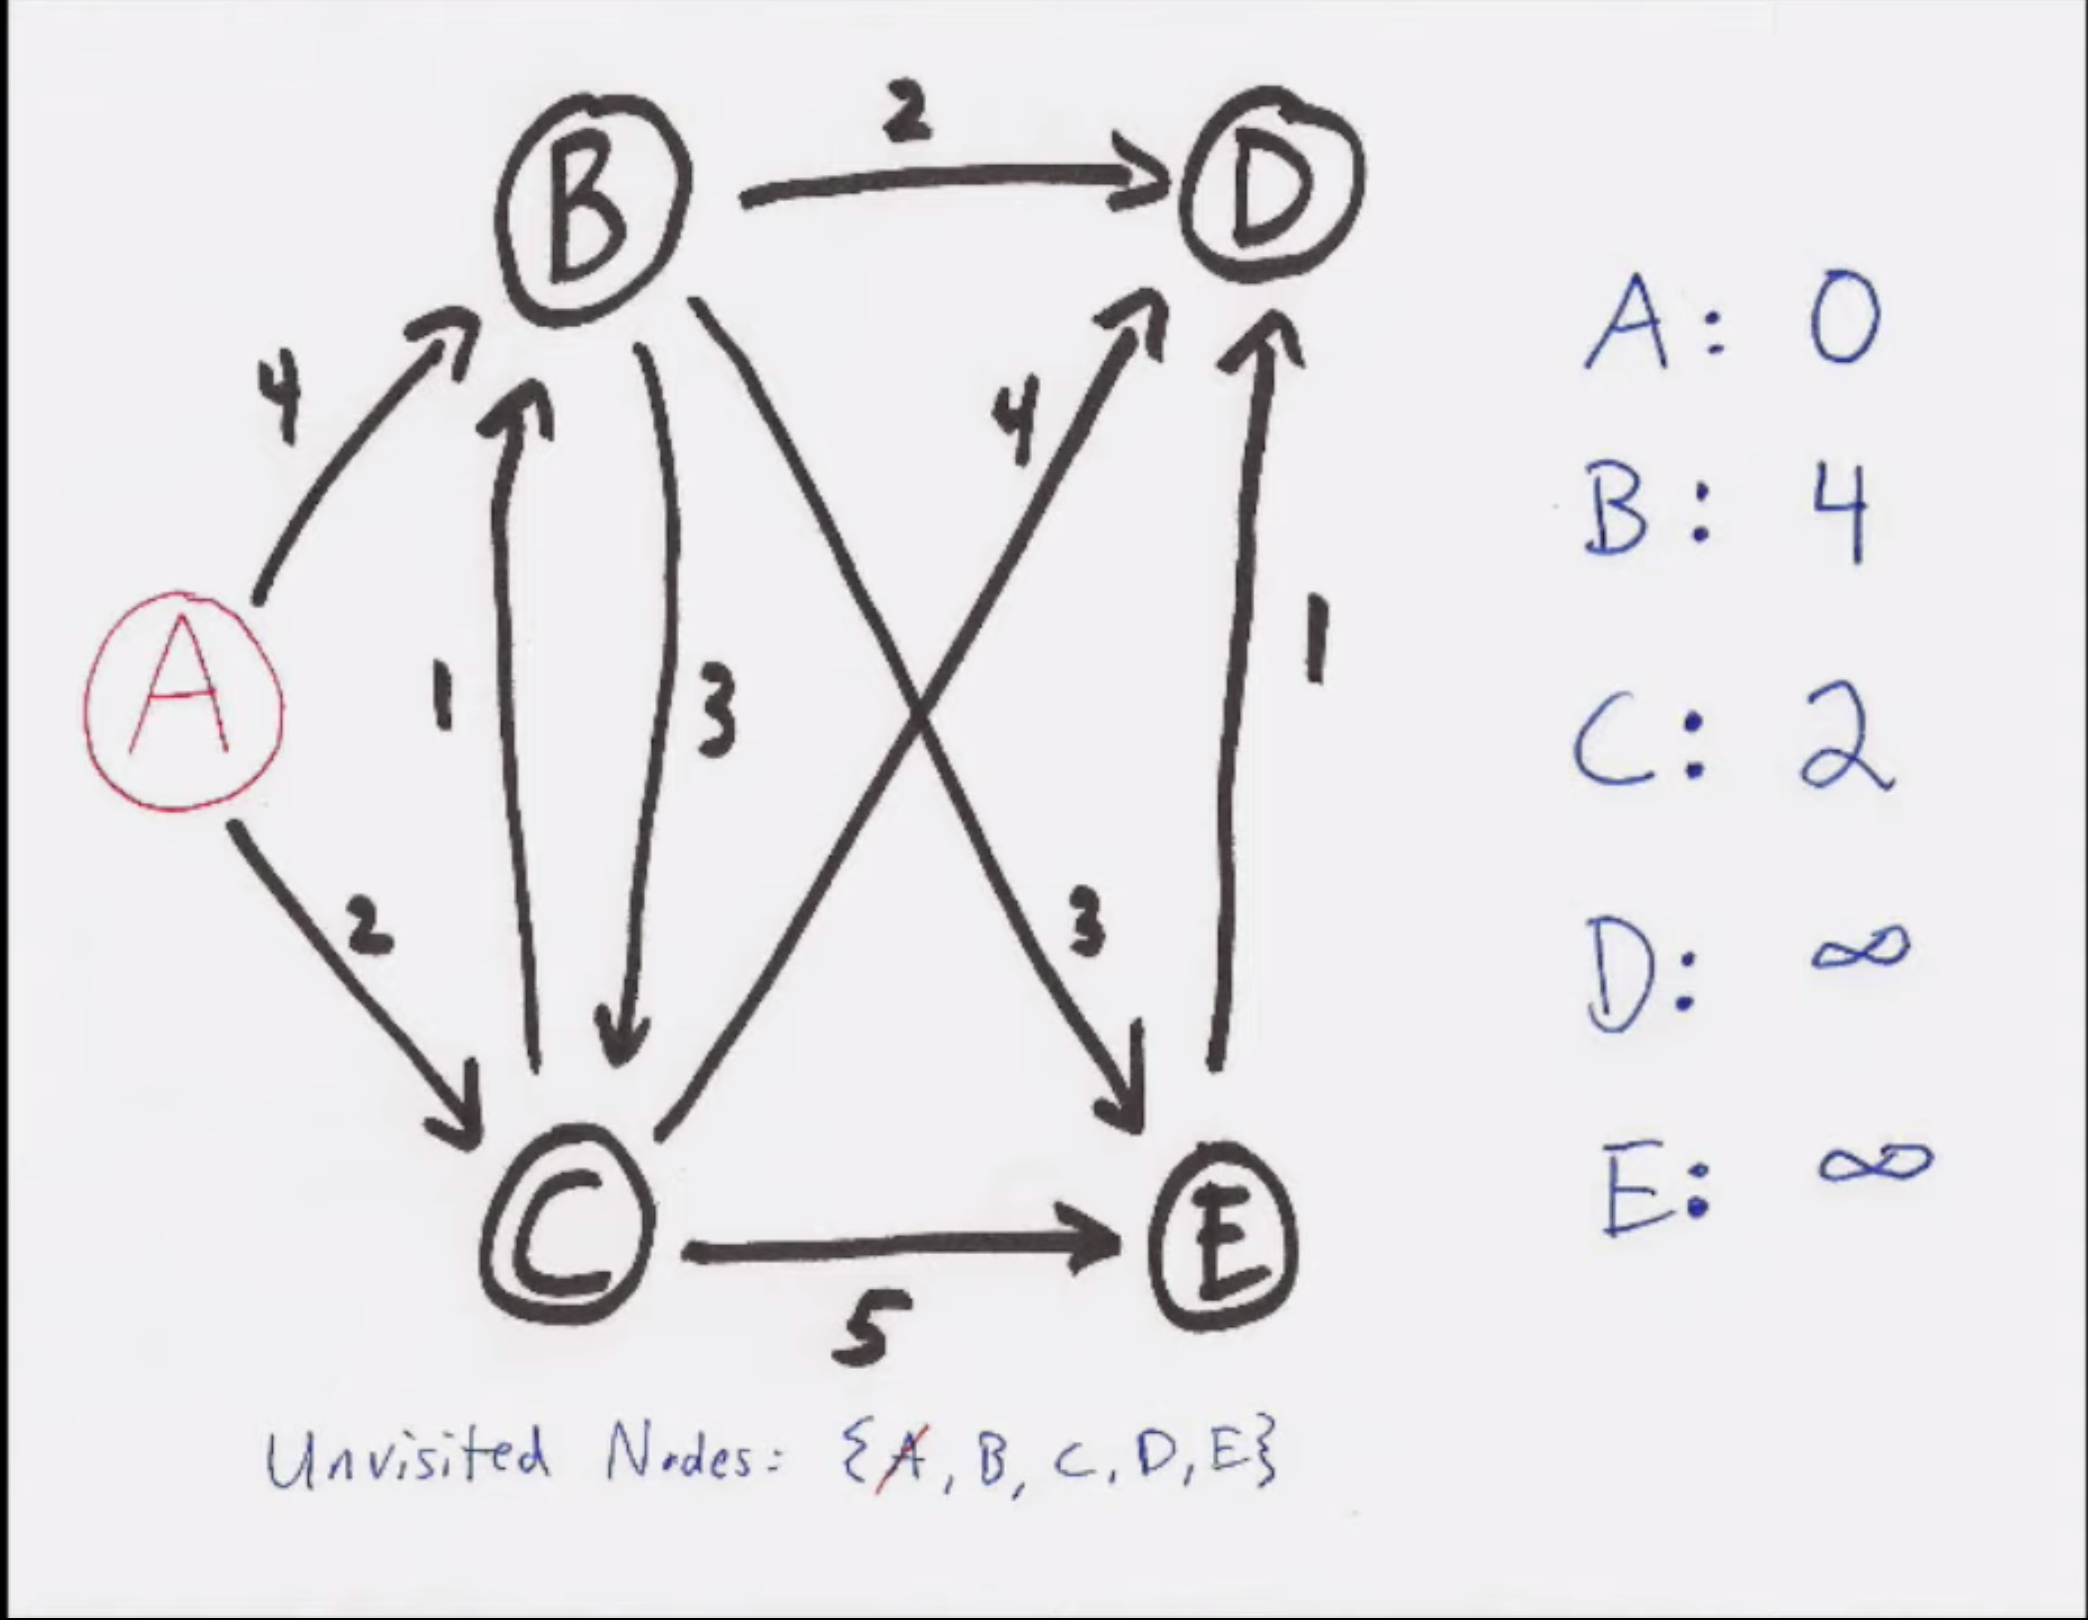 2
B
D
4
4
A: 0
B: 4
A
1
3
1
C: 2
2
3
D: ∞
C
E
E: ∞
5
Unvisited Nodes: {A, B, C, D, E}